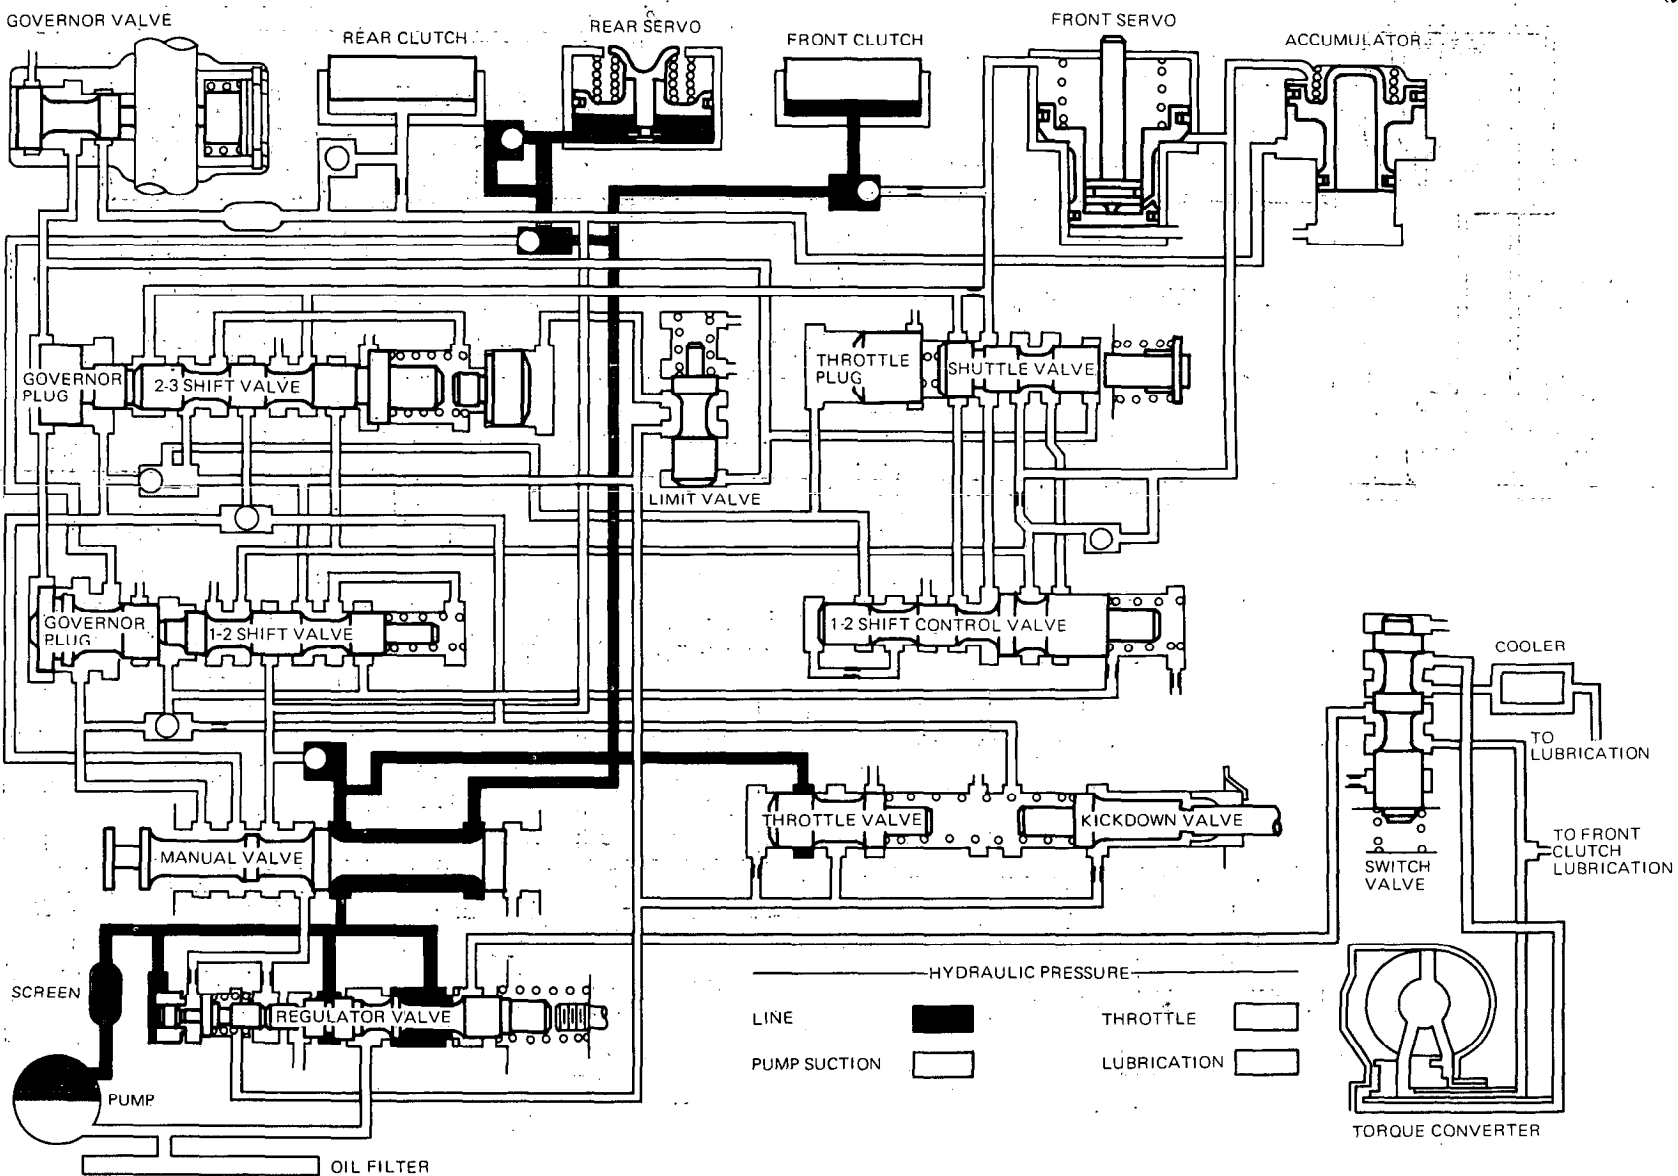 GOVERNOR VALVE
REAR CLUTCH
REAR SERVO
FRONT CLUTCH
FRONT SERVO
ACCUMULATOR
GOVERNOR
PLUG
2-3 SHIFT VALVE
LIMIT VALVE
THROTTLE
PLUG
SHUTTLE VALVE
GOVERNOR
PLUG
1-2 SHIFT VALVE
1-2 SHIFT CONTROL VALVE
COOLER
TO
LUBRICATION
MANUAL VALVE
THROTTLE VALVE
KICKDOWN VALVE
SWITCH
VALVE
TO FRONT
CLUTCH
LUBRICATION
SCREEN
REGULATOR VALVE
HYDRAULIC PRESSURE
LINE
THROTTLE
PUMP SUCTION
LUBRICATION
PUMP
TORQUE CONVERTER
OIL FILTER